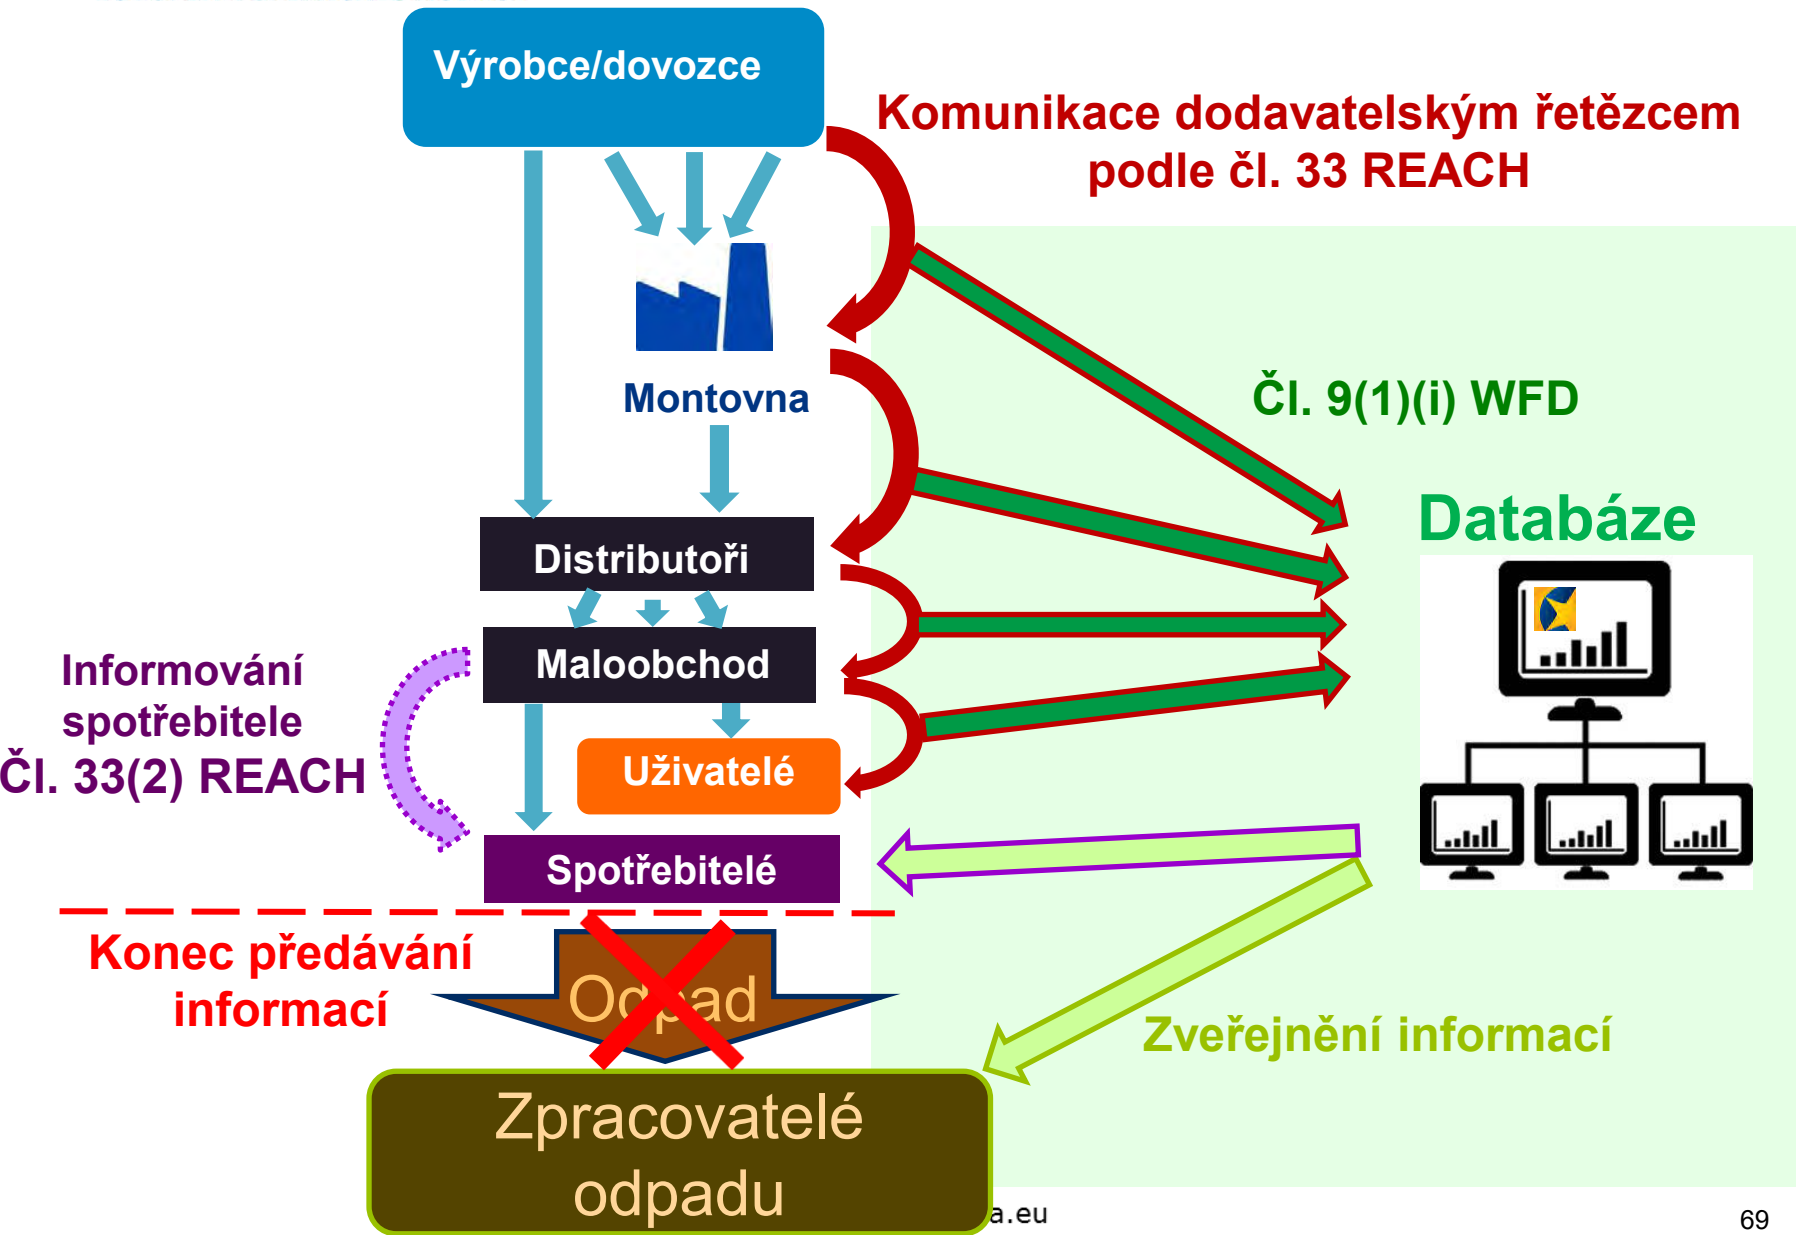 Výrobce/dovozce
Komunikace dodavatelským řetězcem
podle čl. 33 REACH
Montovna
Čl. 9(1)(i) WFD
Databáze
Distributoři
Maloobchod
Informování
spotřebitele
Čl. 33(2) REACH
Uživatelé
Spotřebitelé
Konec předávání
informací
Odpad
Zveřejnění informací
Zpracovatelé
odpadu
a.eu
69